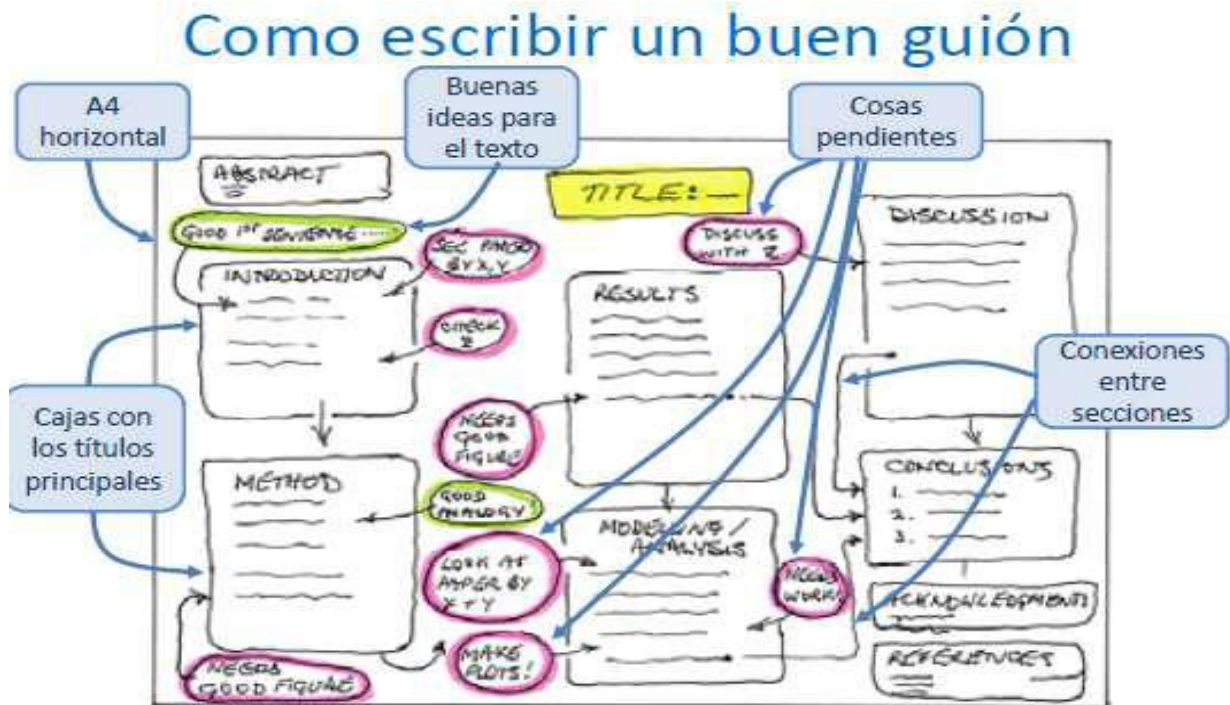 Como escribir un buen guión
A4
horizontal
Buenas
ideas para
el texto
Cosas
pendientes
ABSTRACT
TITLE:
GOOD 1st SENTENCE ....
DISCUSS
WITH Z
DISCUSSION
INTRODUCTION
SEE PAPER
BY X, Y
RESULTS
CHECK
Z
Conexiones
entre
secciones
Cajas con
los títulos
principales
NEEDS
GOOD
FIGURE
METHOD
GOOD
ANALOGY!
CONCLUSIONS
1.
2.
3.
MODELLING /
ANALYSIS
LOOK AT
PAPER BY
X + Y
NEEDS
WORK!
ACKNOWLEDGMENTS
MAKE
PLOTS!
REFERENCES
NEEDS
GOOD FIGURE